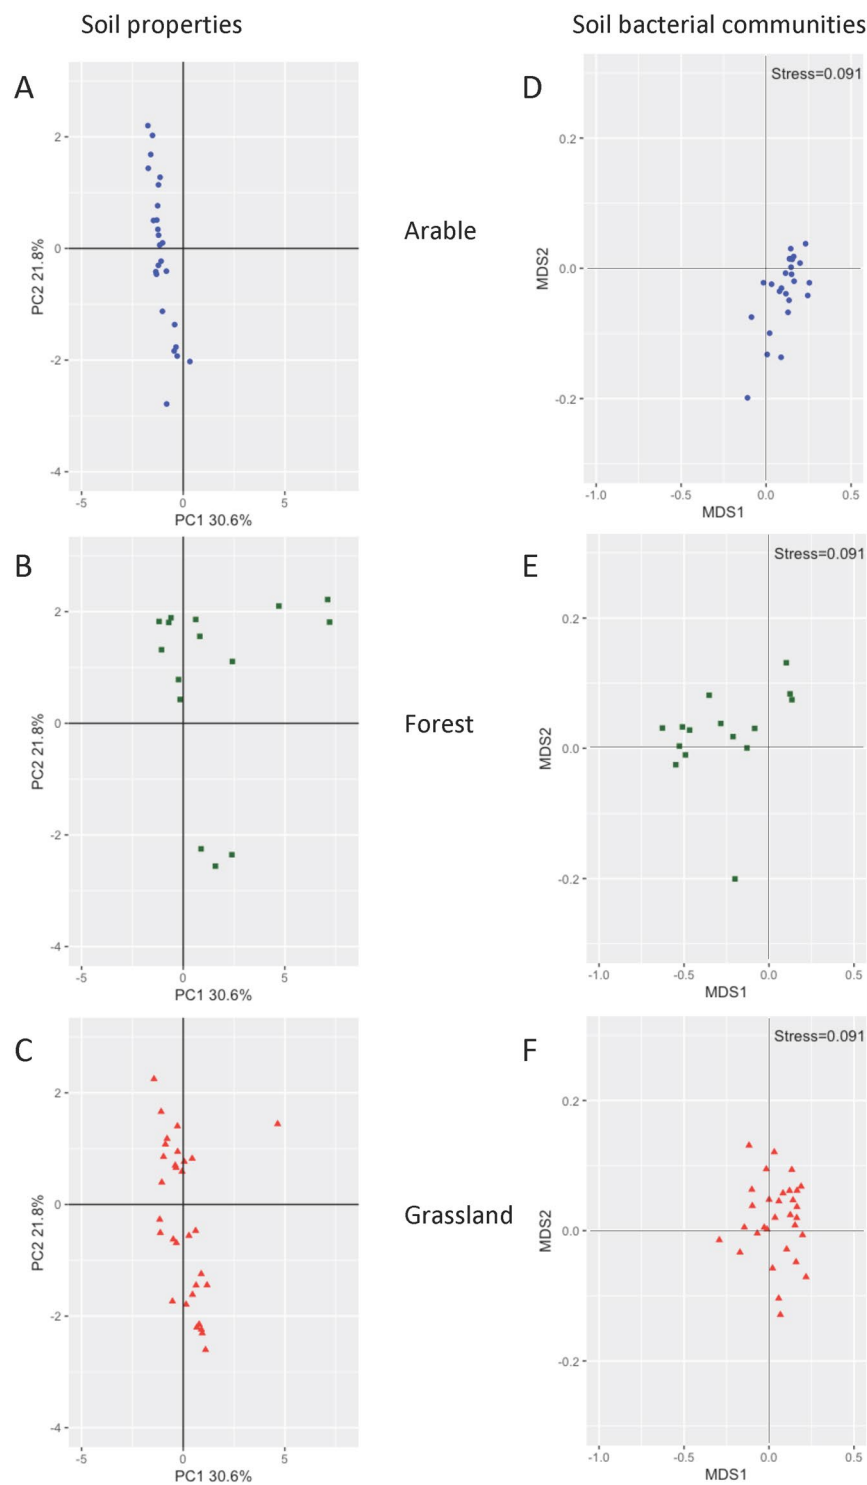 Soil properties
Soil bacterial communities
A
2
0
-2
-4
PC2 21.8%
-5
0
5
PC1 30.6%
Arable
D
Stress=0.091
0.2
0.0
-0.2
MDS2
-1.0
-0.5
0.0
0.5
MDS1
B
2
0
-2
-4
PC2 21.8%
-5
0
5
PC1 30.6%
Forest
E
Stress=0.091
0.2
0.0
-0.2
MDS2
-1.0
-0.5
0.0
0.5
MDS1
C
2
0
-2
-4
PC2 21.8%
-5
0
5
PC1 30.6%
Grassland
F
Stress=0.091
0.2
0.0
-0.2
MDS2
-1.0
-0.5
0.0
0.5
MDS1